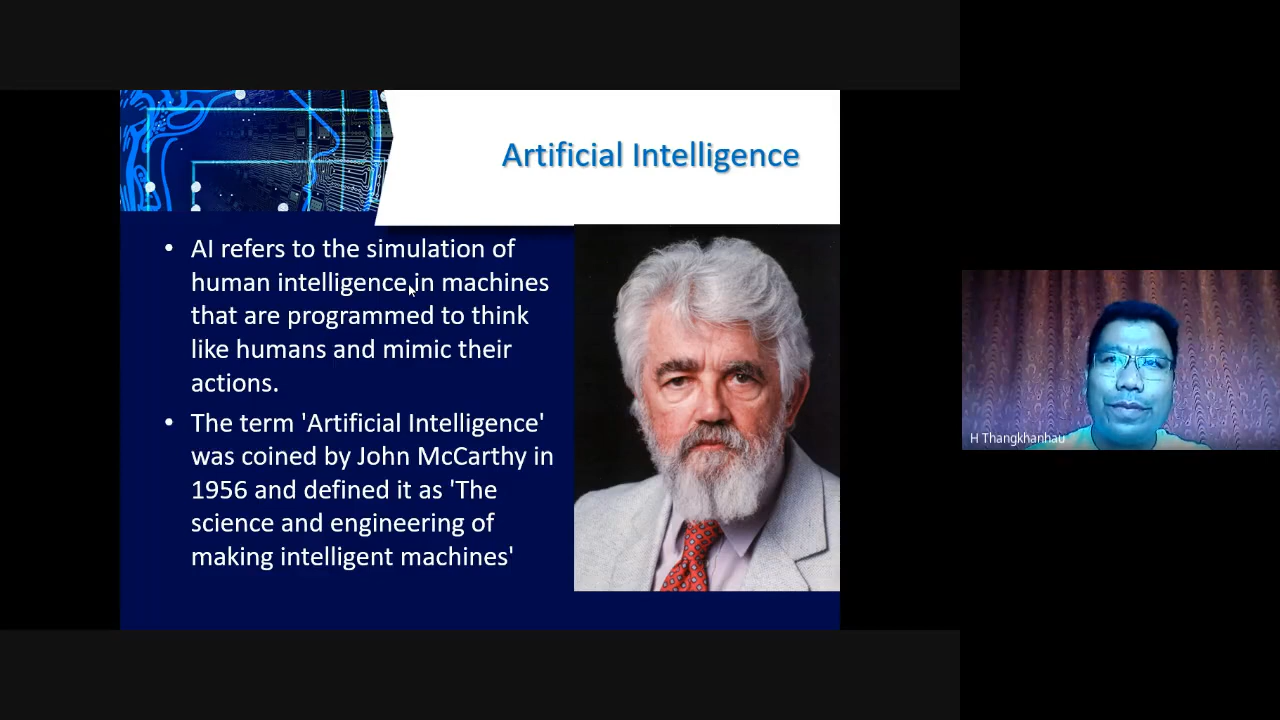 Artificial Intelligence
• AI refers to the simulation of
human intelligence in machines
that are programmed to think
like humans and mimic their
actions.
• The term 'Artificial Intelligence'
was coined by John McCarthy in
1956 and defined it as 'The
science and engineering of
making intelligent machines'
H Thangkhanhau